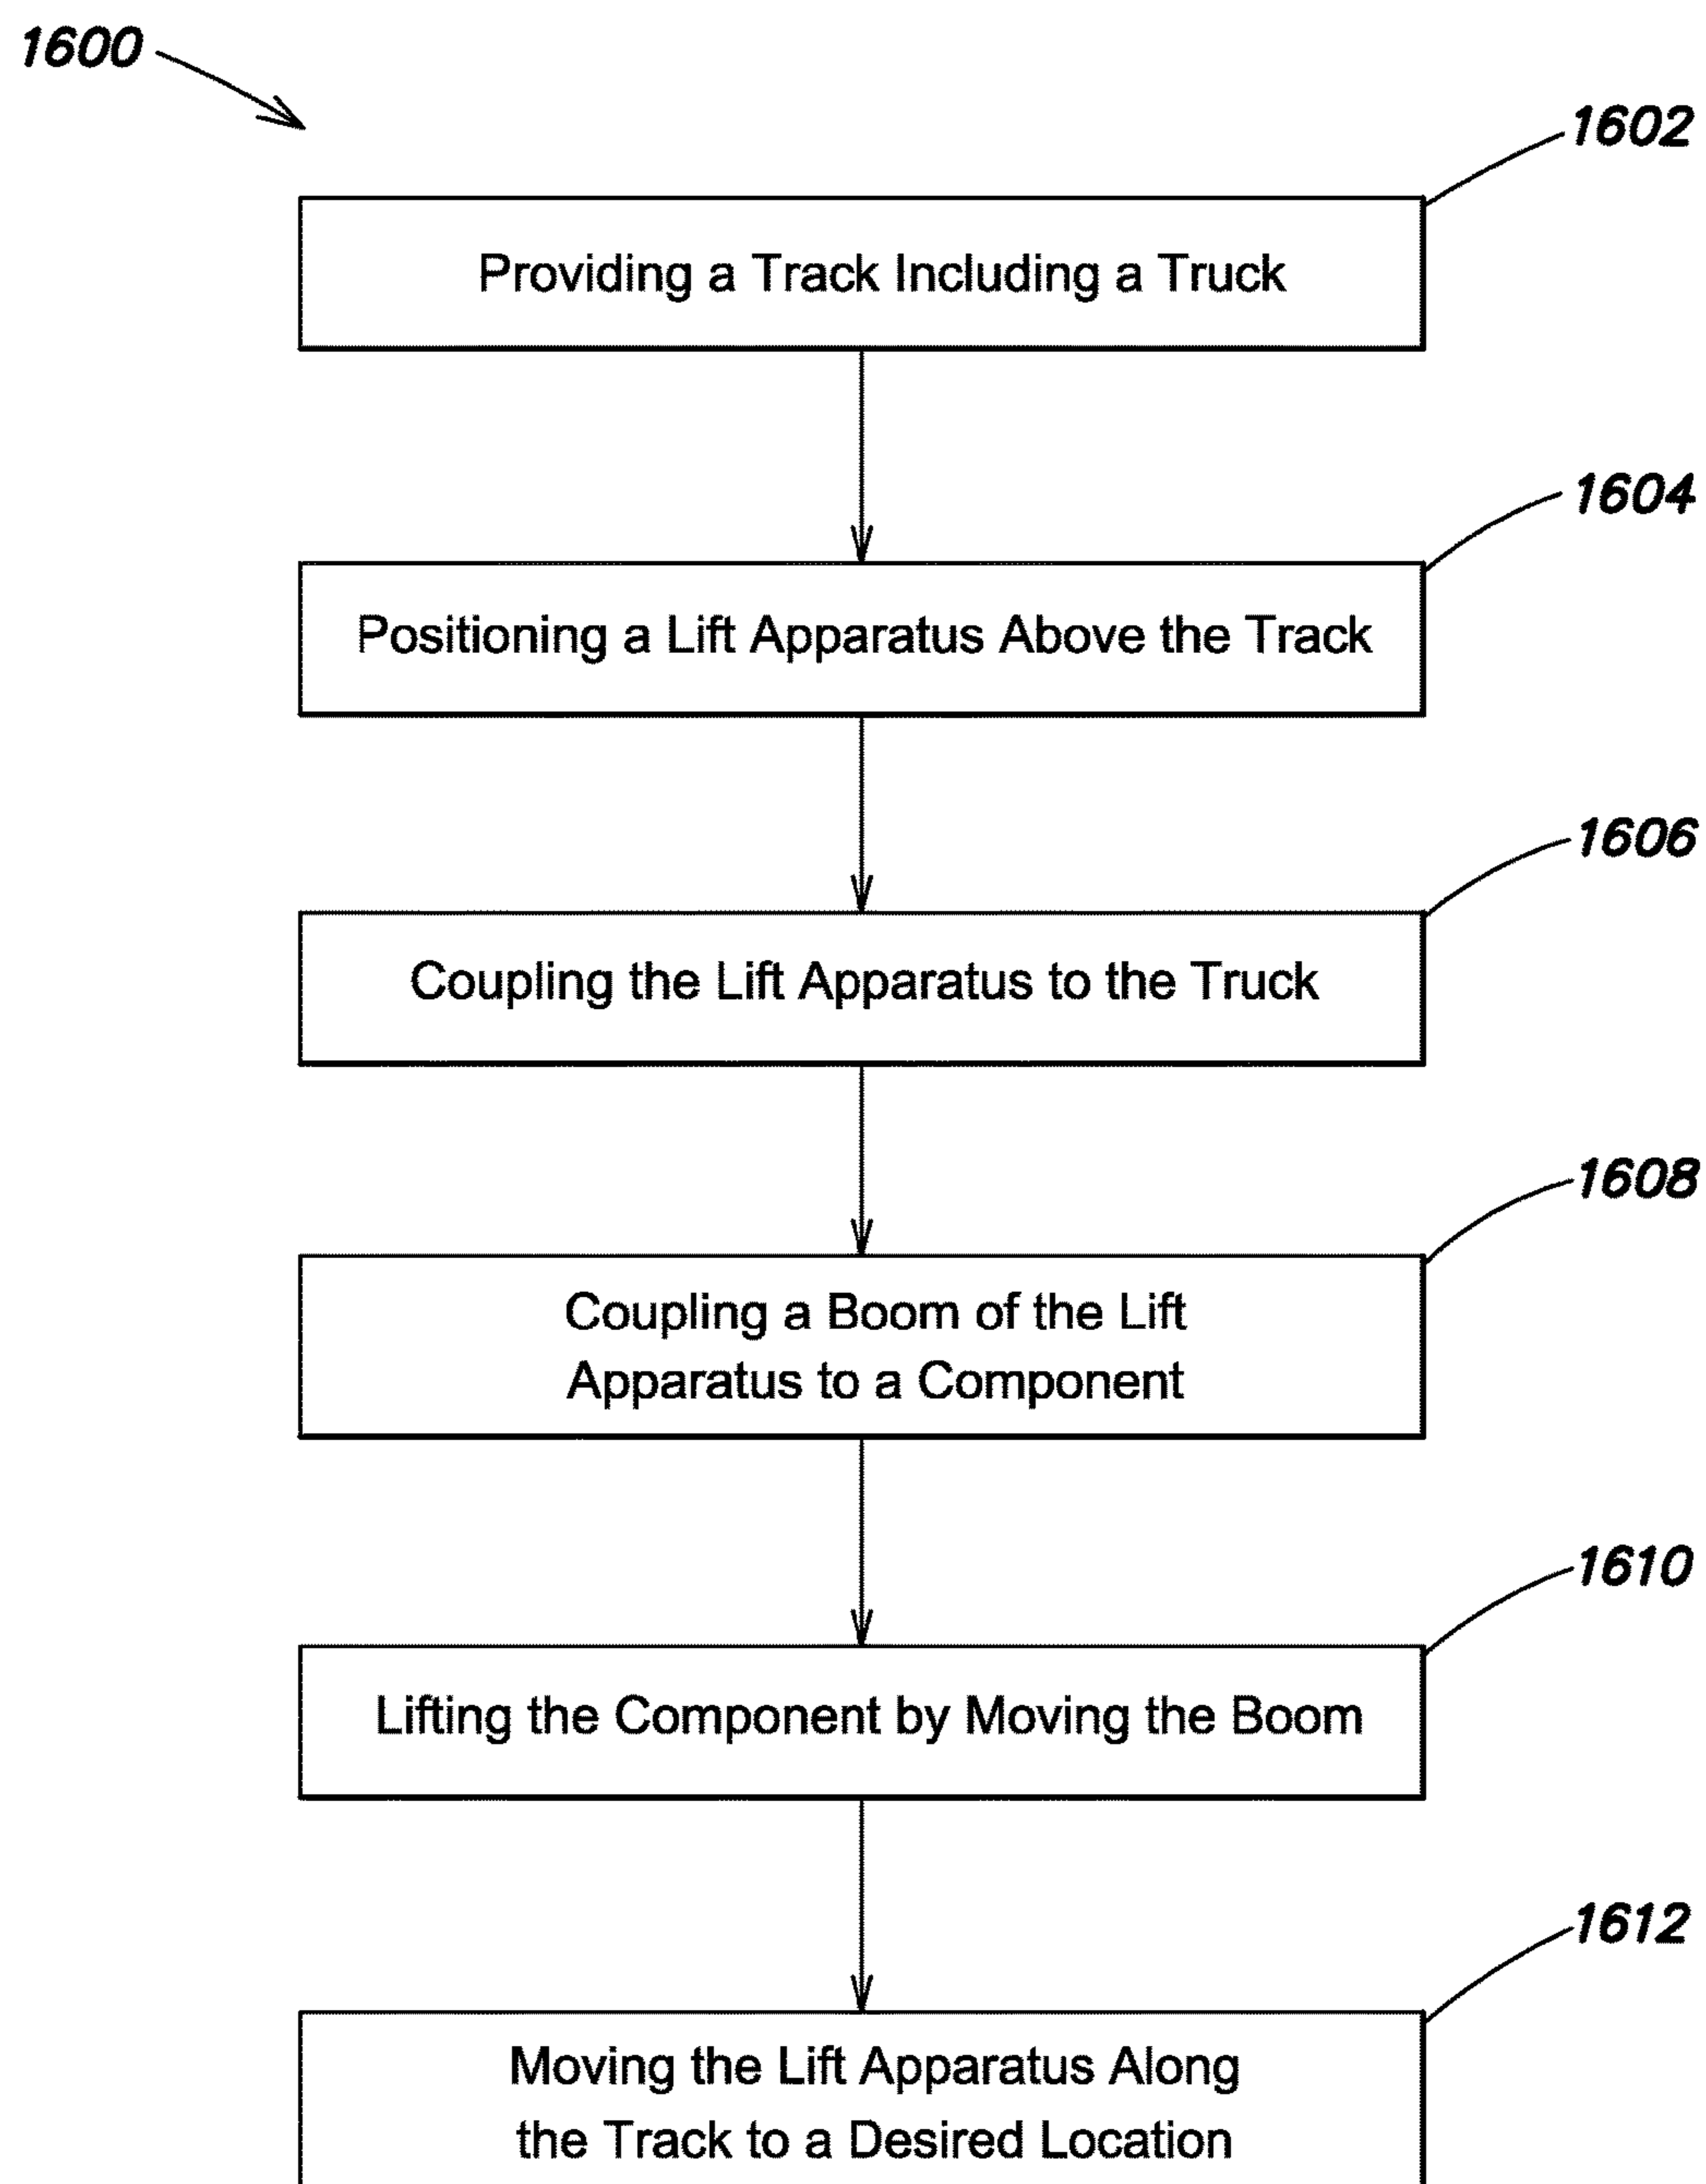 1600
1602
Providing a Track Including a Truck
1604
Positioning a Lift Apparatus Above the Track
1606
Coupling the Lift Apparatus to the Truck
1608
Coupling a Boom of the Lift
Apparatus to a Component
1610
Lifting the Component by Moving the Boom
1612
Moving the Lift Apparatus Along
the Track to a Desired Location